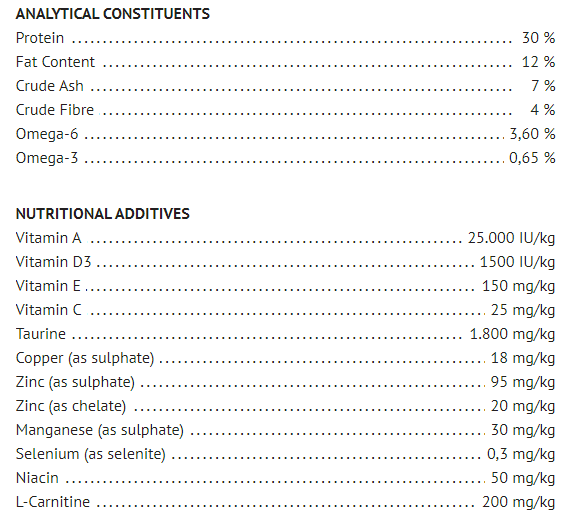 ANALYTICAL CONSTITUENTS
Protein ........................................................... 30 %
Fat Content ........................................................... 12 %
Crude Ash ........................................................... 7 %
Crude Fibre ........................................................... 4 %
Omega-6 ........................................................... 3,60 %
Omega-3 ........................................................... 0,65 %
NUTRITIONAL ADDITIVES
Vitamin A ........................................................... 25.000 IU/kg
Vitamin D3 ........................................................... 1500 IU/kg
Vitamin E ........................................................... 150 mg/kg
Vitamin C ........................................................... 25 mg/kg
Taurine ........................................................... 1.800 mg/kg
Copper (as sulphate) ........................................................... 18 mg/kg
Zinc (as sulphate) ........................................................... 95 mg/kg
Zinc (as chelate) ........................................................... 20 mg/kg
Manganese (as sulphate) ........................................................... 30 mg/kg
Selenium (as selenite) ........................................................... 0,3 mg/kg
Niacin ........................................................... 50 mg/kg
L-Carnitine ........................................................... 200 mg/kg